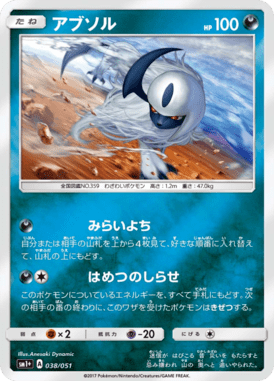 たね アブソル HP 100
全国図鑑NO.359 わざわいポケモン 高さ:1.2m 重さ:47.0kg
みらいよち
自分または相手の山札を上から4枚見て、好きな順番に入れ替え
て、山札の上にもどす。
はめつのしらせ
このポケモンについているエネルギーを、すべて手札にもどす。次
の相手の番の終わりに、このワザを受けたポケモンはきぜつする。
弱点 ×2 抵抗力 -20 にげる
Illus.Anesaki Dynamic
SM1+ A 038/051
©2017 Pokémon/Nintendo/Creatures/GAME FREAK.